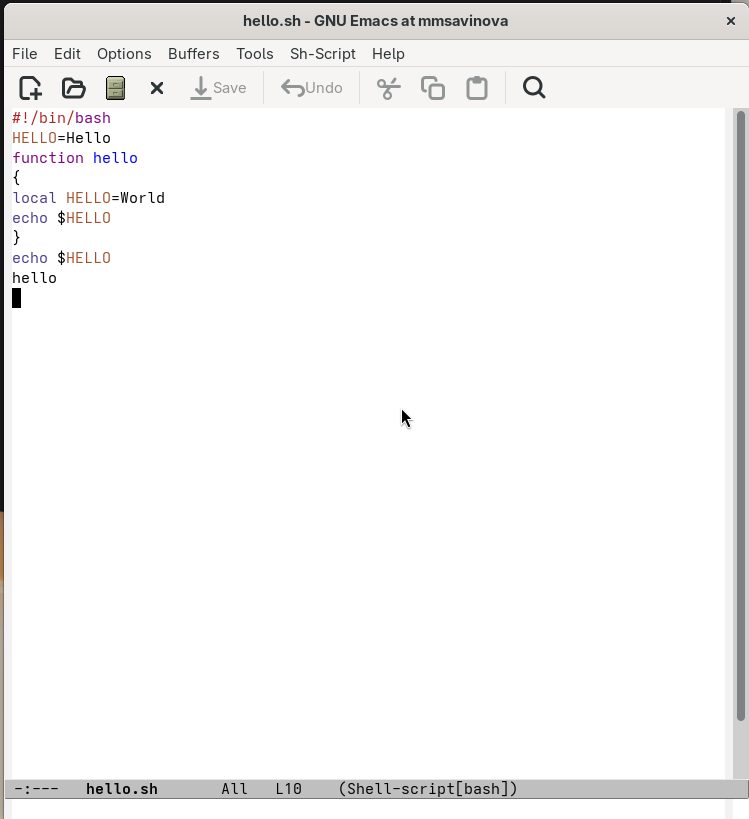 hello.sh - GNU Emacs at mmsavinova
File Edit Options Buffers Tools Sh-Script Help
Save Undo
#!/bin/bash
HELLO=Hello
function hello
{
local HELLO=World
echo $HELLO
}
echo $HELLO
hello
-:--- hello.sh All L10 (Shell-script[bash])